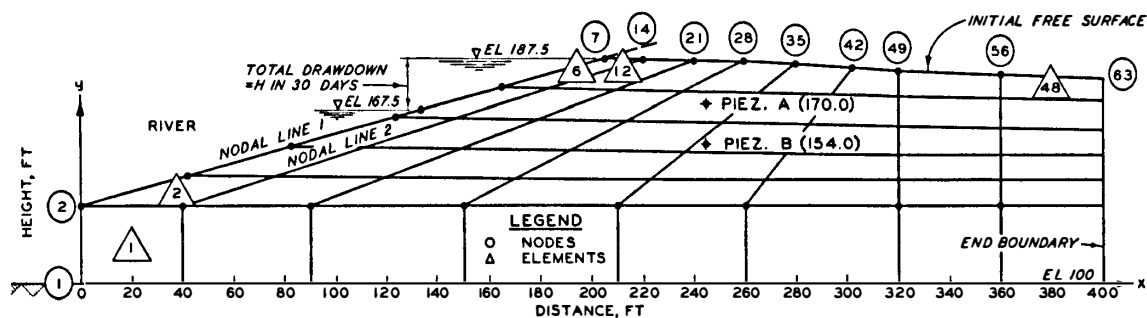 INITIAL FREE SURFACE
7 14 21 28 35 42 49 56 63
EL 187.5
6 12 48
TOTAL DRAWDOWN
=H IN 30 DAYS
EL 167.5
PIEZ. A (170.0)
RIVER
NODAL LINE 1
NODAL LINE 2
PIEZ. B (154.0)
y
HEIGHT, FT
2
2
LEGEND
NODES
ELEMENTS
1
END BOUNDARY
EL 100
1
x
0 20 40 60 80 100 120 140 160 180 200 220 240 260 280 300 320 340 360 380 400
DISTANCE, FT